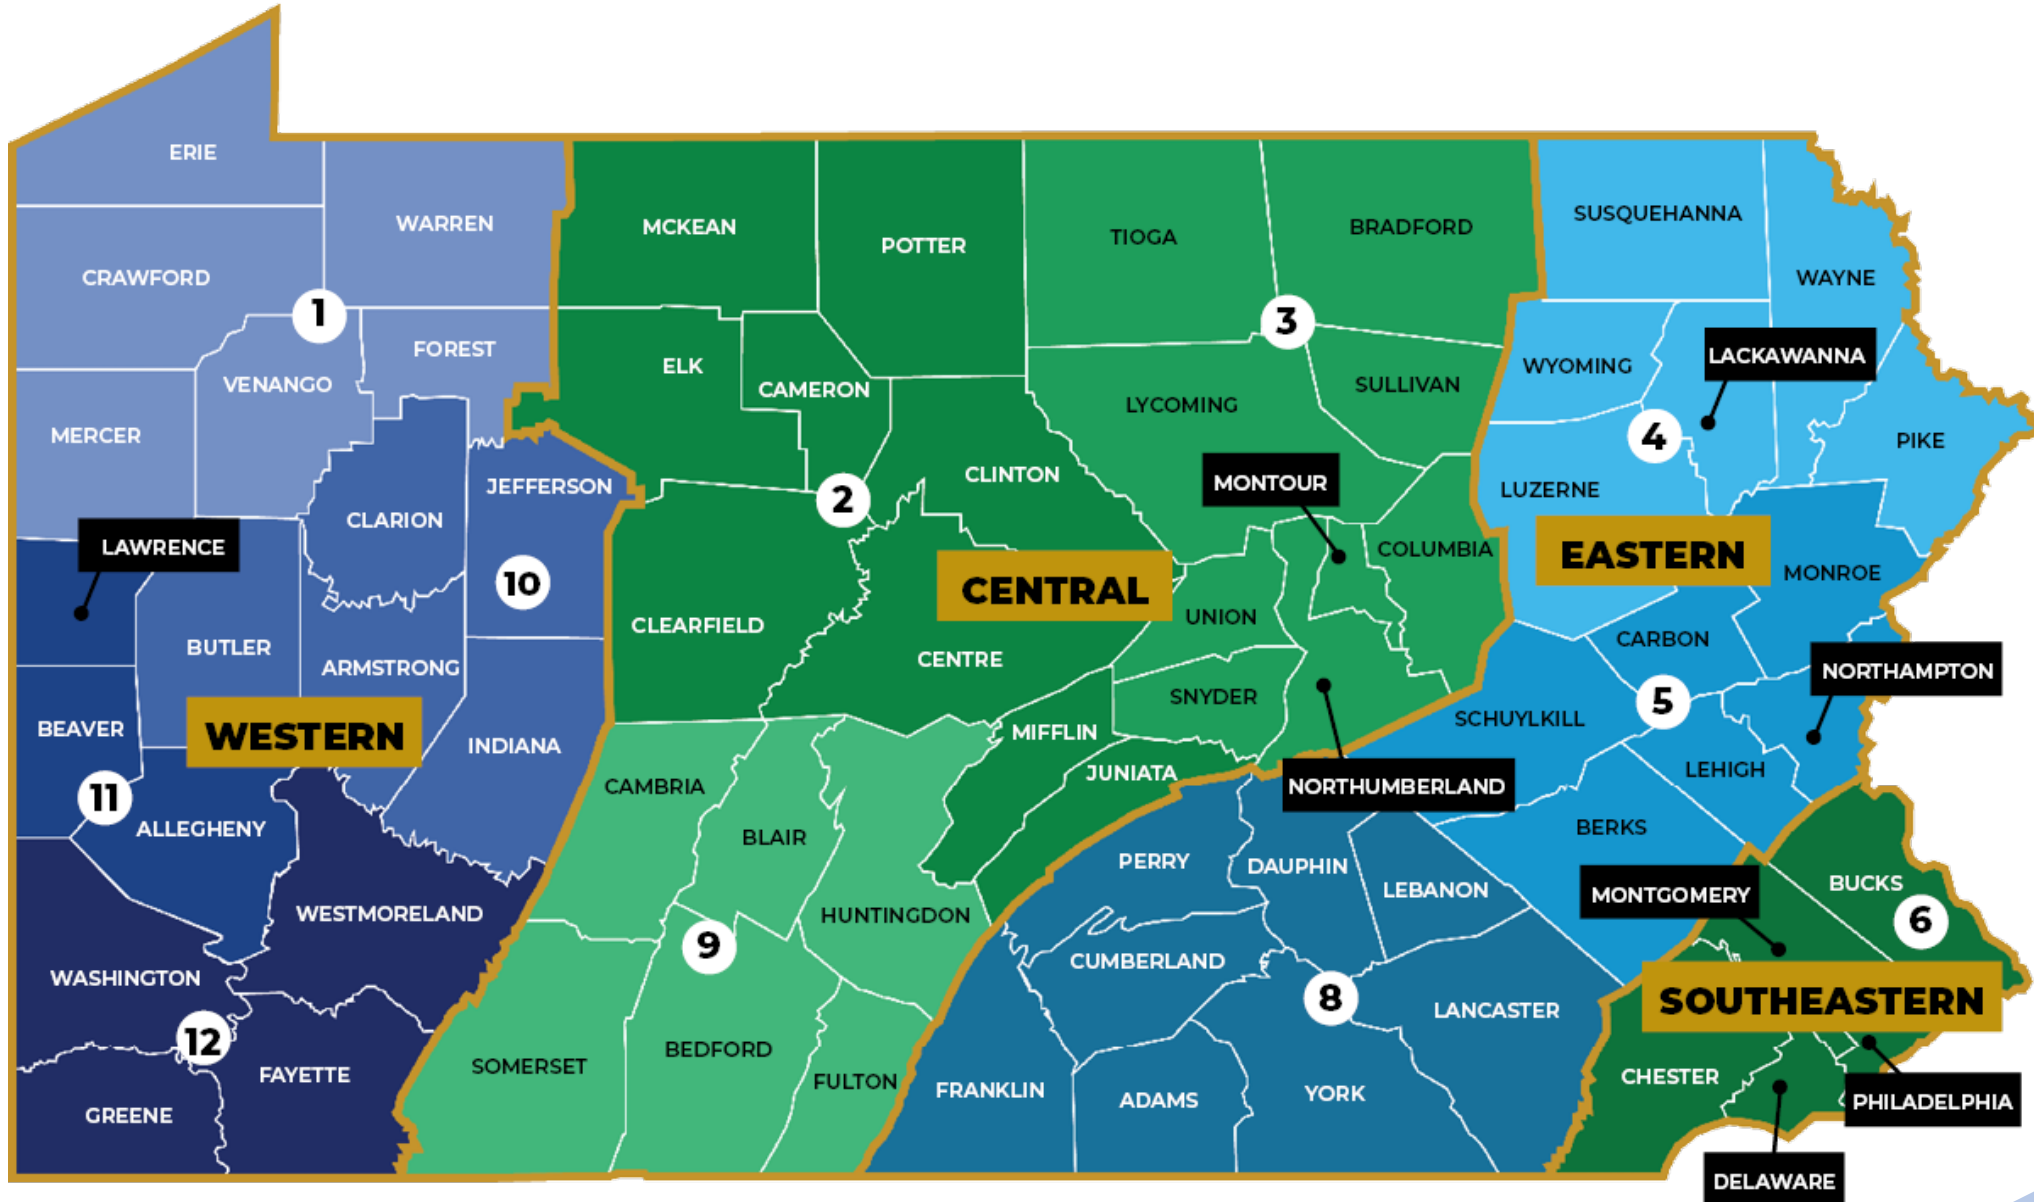 ERIE
WARREN
MCKEAN
POTTER
TIOGA
BRADFORD
SUSQUEHANNA
WAYNE
CRAWFORD
1
3
FOREST
ELK
CAMERON
VENANGO
SULLIVAN
WYOMING
LACKAWANNA
LYCOMING
MERCER
4
PIKE
CLINTON
MONTOUR
JEFFERSON
2
LUZERNE
CLARION
LAWRENCE
COLUMBIA
EASTERN
MONROE
10
CENTRAL
UNION
CLEARFIELD
CARBON
BUTLER
ARMSTRONG
CENTRE
NORTHAMPTON
SNYDER
5
SCHUYLKILL
BEAVER
WESTERN
INDIANA
MIFFLIN
JUNIATA
LEHIGH
11
CAMBRIA
NORTHUMBERLAND
ALLEGHENY
BLAIR
BERKS
PERRY
DAUPHIN
LEBANON
MONTGOMERY
BUCKS
WESTMORELAND
HUNTINGDON
6
9
CUMBERLAND
WASHINGTON
8
LANCASTER
SOUTHEASTERN
12
BEDFORD
SOMERSET
FAYETTE
FULTON
FRANKLIN
ADAMS
YORK
CHESTER
PHILADELPHIA
GREENE
DELAWARE